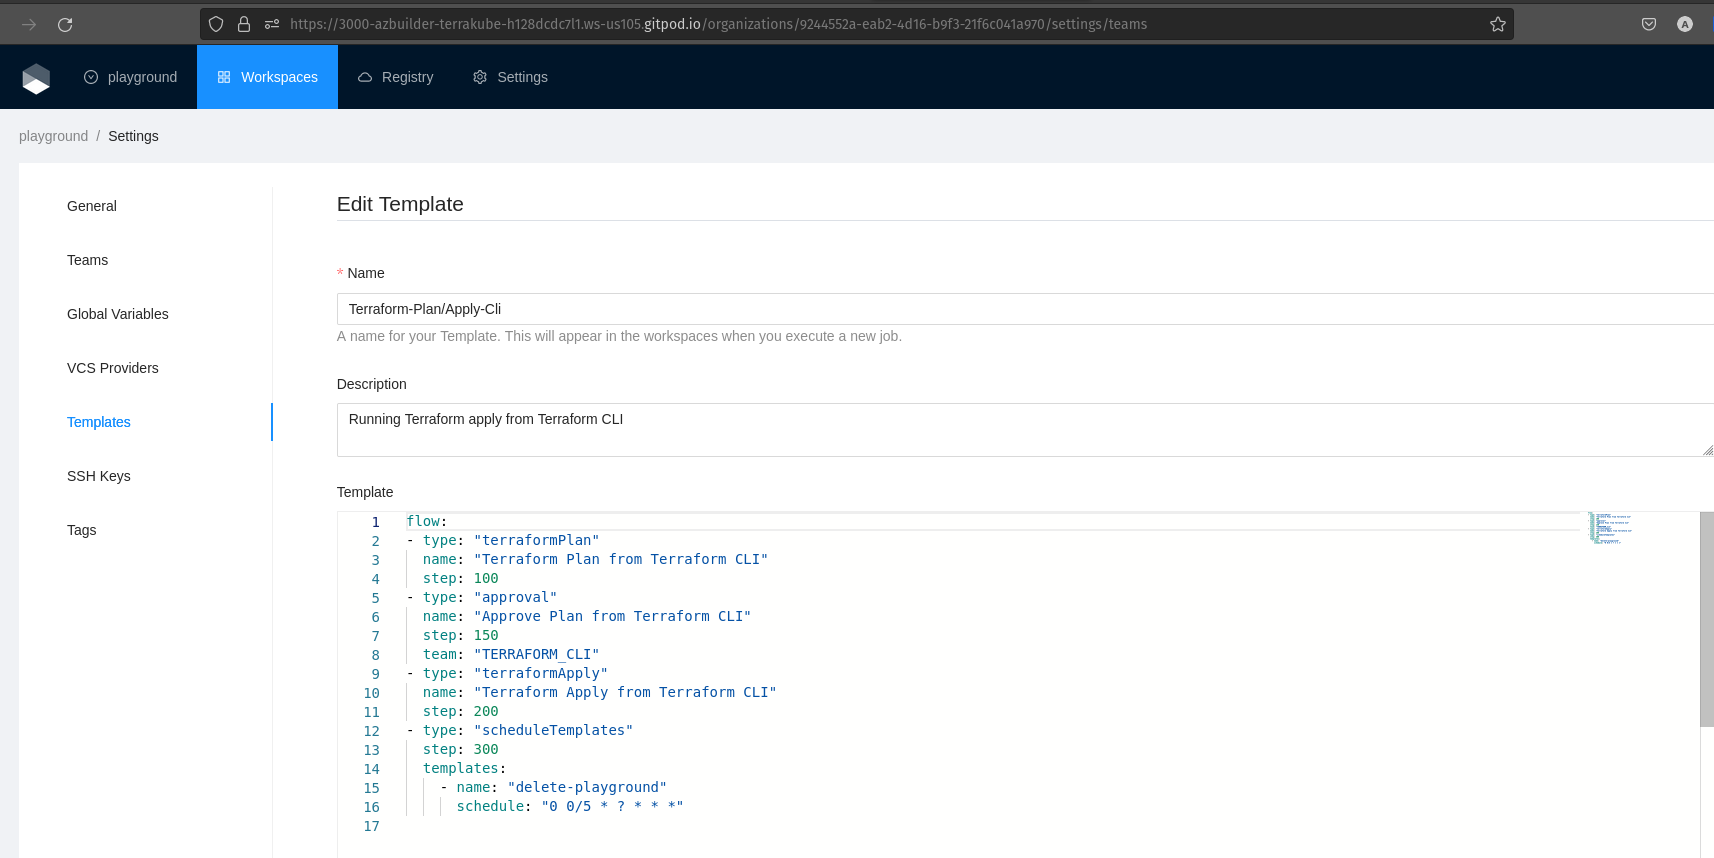 https://3000-azbuilder-terrakube-h128dcdc7l1.ws-us105.gitpod.io/organizations/9244552a-eab2-4d16-b9f3-21f6c041a970/settings/teams
A
playground Workspaces Registry Settings
playground / Settings
General
Teams
Global Variables
VCS Providers
Templates
SSH Keys
Tags
Edit Template
* Name
Terraform-Plan/Apply-Cli
A name for your Template. This will appear in the workspaces when you execute a new job.
Description
Running Terraform apply from Terraform CLI
Template
1 flow:
2 - type: "terraformPlan"
3   name: "Terraform Plan from Terraform CLI"
4   step: 100
5 - type: "approval"
6   name: "Approve Plan from Terraform CLI"
7   step: 150
8   team: "TERRAFORM_CLI"
9 - type: "terraformApply"
10   name: "Terraform Apply from Terraform CLI"
11   step: 200
12 - type: "scheduleTemplates"
13   step: 300
14   templates:
15     - name: "delete-playground"
16       schedule: "0 0/5 * ? * * *"
17